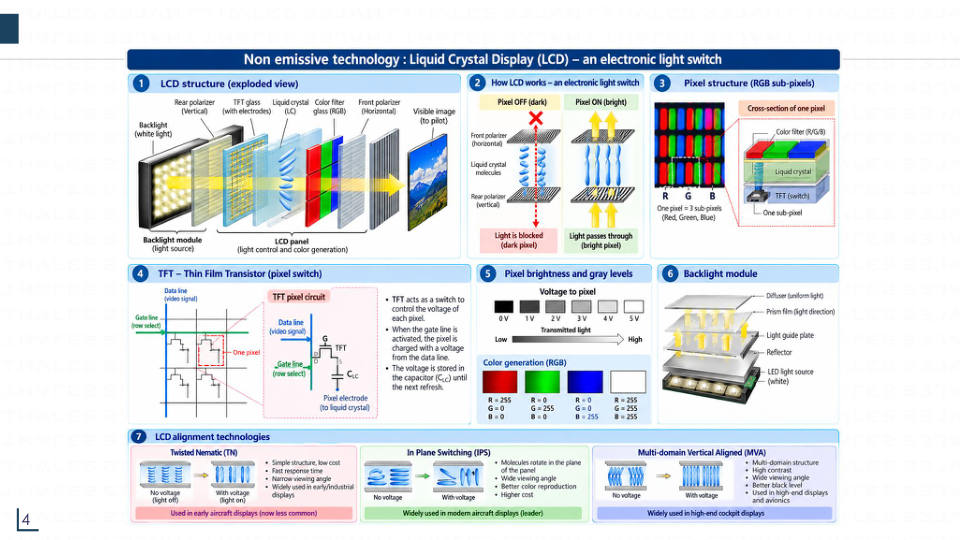 Non emissive technology : Liquid Crystal Display (LCD) – an electronic light switch
1 LCD structure (exploded view)
Rear polarizer
(Vertical)
TFT glass
(with electrodes)
Liquid crystal
(LC)
Color filter
glass (RGB)
Front polarizer
(Horizontal)
Visible image
(to pilot)
Backlight
(white light)
Backlight module
(light source)
LCD panel
(light control and color generation)
2 How LCD works – an electronic light switch
Pixel OFF (dark)
Pixel ON (bright)
Front polarizer
(horizontal)
Liquid crystal
molecules
Rear polarizer
(vertical)
Light is blocked
(dark pixel)
Light passes through
(bright pixel)
3 Pixel structure (RGB sub-pixels)
R G B
One pixel = 3 sub-pixels
(Red, Green, Blue)
Cross-section of one pixel
Color filter (R/G/B)
Liquid crystal
TFT (switch)
One sub-pixel
4 TFT – Thin Film Transistor (pixel switch)
Data line
(video signal)
Gate line
(row select)
One pixel
TFT pixel circuit
Data line
(video signal)
G
TFT
D
S
Gate line
(row select)
CLC
Pixel electrode
(to liquid crystal)
• TFT acts as a switch to
control the voltage of
each pixel.
• When the gate line is
activated, the pixel is
charged with a voltage
from the data line.
• The voltage is stored in
the capacitor (CLC) until
the next refresh.
5 Pixel brightness and gray levels
Voltage to pixel
0 V 1 V 2 V 3 V 4 V 5 V
Transmitted light
Low High
Color generation (RGB)
R = 255 R = 0 R = 0 R = 255
G = 0 G = 255 G = 0 G = 255
B = 0 B = 0 B = 255 B = 255
6 Backlight module
Diffuser (uniform light)
Prism film (light direction)
Light guide plate
Reflector
LED light source
(white)
7 LCD alignment technologies
Twisted Nematic (TN)
No voltage
(light off)
With voltage
(light on)
• Simple structure, low cost
• Fast response time
• Narrow viewing angle
• Widely used in early/industrial
displays
Used in early aircraft displays (now less common)
In Plane Switching (IPS)
No voltage
With voltage
• Molecules rotate in the plane
of the panel
• Wide viewing angle
• Better color reproduction
• Higher cost
Widely used in modern aircraft displays (leader)
Multi-domain Vertical Aligned (MVA)
No voltage
With voltage
• Multi-domain structure
• High contrast
• Wide viewing angle
• Better black level
• Used in high-end displays
and avionics
Widely used in high-end cockpit displays
4